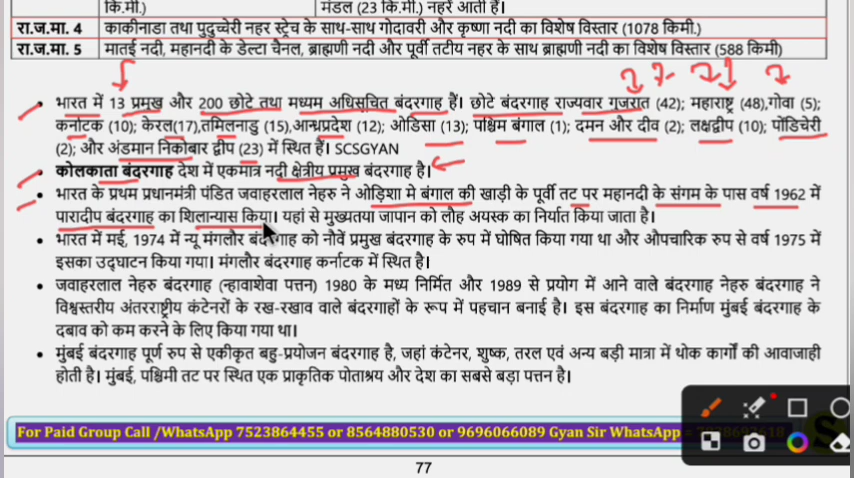 कि.मी.) मंडल (23 कि.मी.) नहरें आती हैं।
रा.ज.मा. 4 काकीनाडा तथा पुदुच्चेरी नहर स्ट्रेच के साथ-साथ गोदावरी और कृष्णा नदी का विशेष विस्तार (1078 किमी.)
रा.ज.मा. 5 मातई नदी, महानदी के डेल्टा चैनल, ब्राह्मणी नदी और पूर्वी तटीय नहर के साथ ब्राह्मणी नदी का विशेष विस्तार (588 किमी)
• भारत में 13 प्रमुख और 200 छोटे तथा मध्यम अधिसूचित बंदरगाह हैं। छोटे बंदरगाह राज्यवार गुजरात (42); महाराष्ट्र (48),गोवा (5);
कर्नाटक (10); केरल(17),तमिलनाडु (15),आन्ध्रप्रदेश (12); ओडिसा (13); पश्चिम बंगाल (1); दमन और दीव (2); लक्षद्वीप (10); पोंडिचेरी
(2); और अंडमान निकोबार द्वीप (23) में स्थित हैं। SCSGYAN
• कोलकाता बंदरगाह देश में एकमात्र नदी क्षेत्रीय प्रमुख बंदरगाह है।
• भारत के प्रथम प्रधानमंत्री पंडित जवाहरलाल नेहरु ने ओड़िशा मे बंगाल की खाड़ी के पूर्वी तट पर महानदी के संगम के पास वर्ष 1962 में
पारादीप बंदरगाह का शिलान्यास किया। यहां से मुख्यतया जापान को लौह अयस्क का निर्यात किया जाता है।
• भारत में मई, 1974 में न्यू मंगलौर बंदरगाह को नौवें प्रमुख बंदरगाह के रुप में घोषित किया गया था और औपचारिक रुप से वर्ष 1975 में
इसका उद्घाटन किया गया। मंगलौर बंदरगाह कर्नाटक में स्थित है।
• जवाहरलाल नेहरु बंदरगाह (न्हावाशेवा पत्तन) 1980 के मध्य निर्मित और 1989 से प्रयोग में आने वाले बंदरगाह नेहरु बंदरगाह ने
विश्वस्तरीय अंतरराष्ट्रीय कंटेनरों के रख-रखाव वाले बंदरगाहों के रूप में पहचान बनाई है। इस बंदरगाह का निर्माण मुंबई बंदरगाह के
दबाव को कम करने के लिए किया गया था।
• मुंबई बंदरगाह पूर्ण रुप से एकीकृत बहु-प्रयोजन बंदरगाह है, जहां कंटेनर, शुष्क, तरल एवं अन्य बड़ी मात्रा में थोक कार्गों की आवाजाही
होती है। मुंबई, पश्चिमी तट पर स्थित एक प्राकृतिक पोताश्रय और देश का सबसे बड़ा पत्तन है।
For Paid Group Call /WhatsApp 7523864455 or 8564880530 or 9696066089 Gyan Sir WhatsApp
77